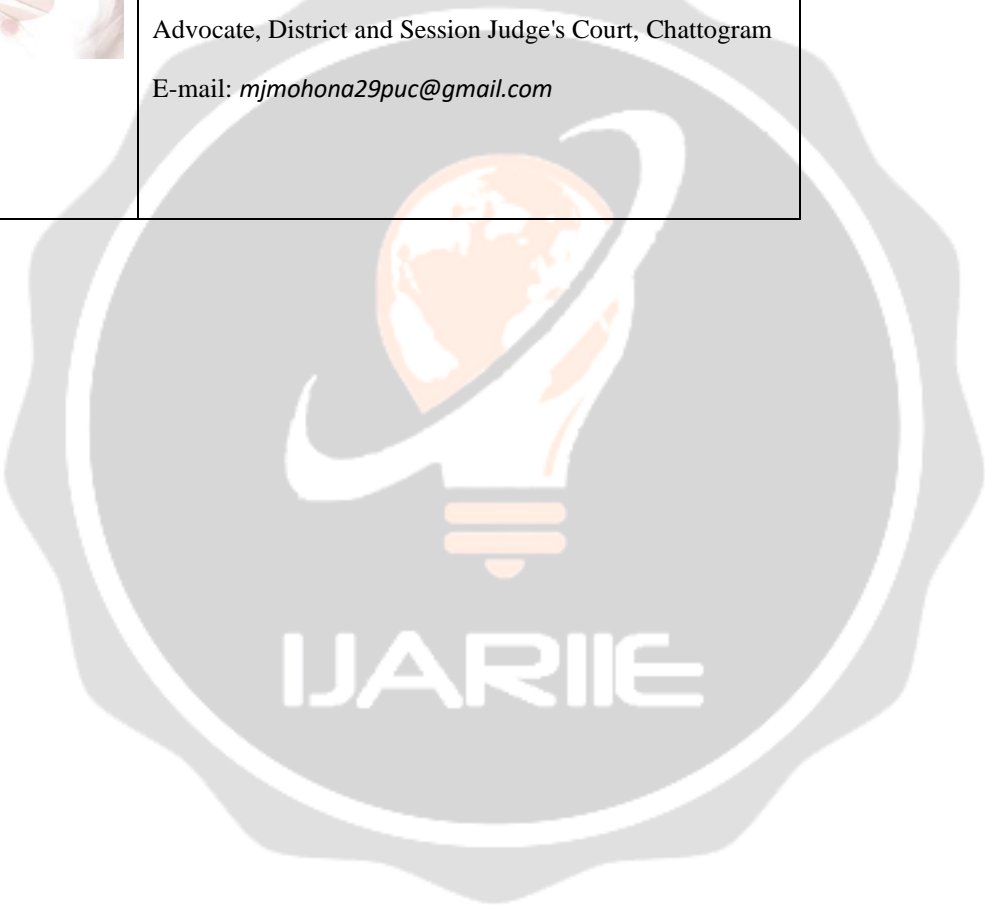 Advocate, District and Session Judge's Court, Chattogram
E-mail: mjmohona29puc@gmail.com
IJARIIE